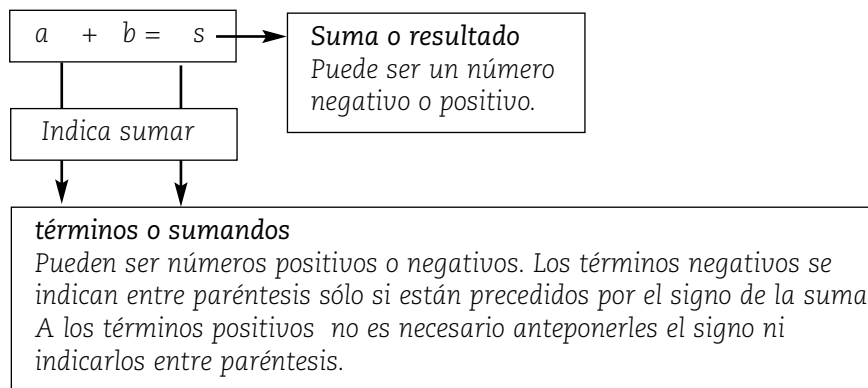 a + b = s
Suma o resultado
Puede ser un número
negativo o positivo.
Indica sumar
términos o sumandos
Pueden ser números positivos o negativos. Los términos negativos se
indican entre paréntesis sólo si están precedidos por el signo de la suma
A los términos positivos no es necesario anteponerles el signo ni
indicarlos entre paréntesis.